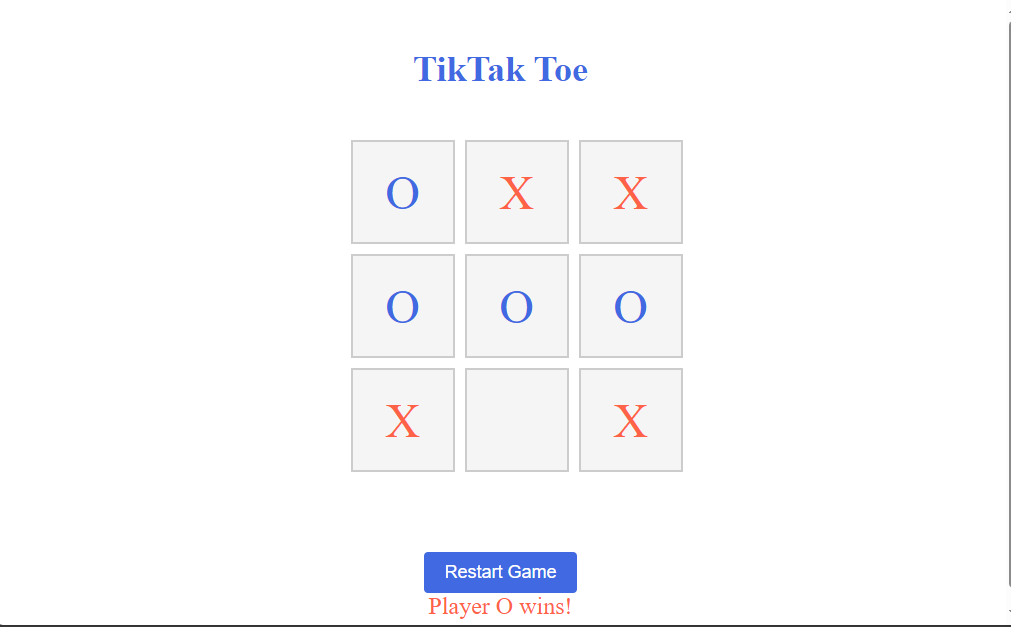 TikTak Toe
O X X
O O O
X X
Restart Game
Player O wins!